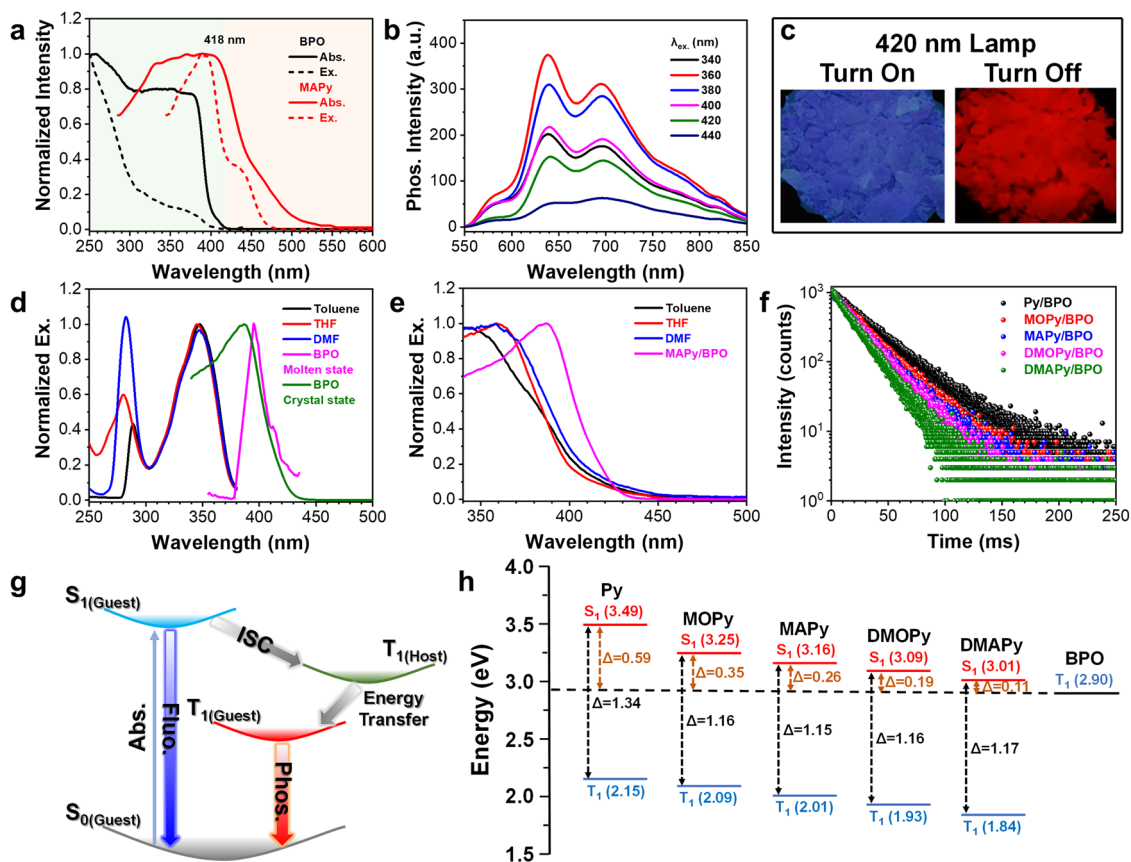 a
418 nm
BPO
Abs.
Ex.
MAPy
Abs.
Ex.
Normalized Intensity
1.2
1.0
0.8
0.6
0.4
0.2
0.0
250 300 350 400 450 500 550 600
Wavelength (nm)
b
λex. (nm)
340
360
380
400
420
440
Phos. Intensity (a.u.)
400
300
200
100
0
550 600 650 700 750 800 850
Wavelength (nm)
c
420 nm Lamp
Turn On Turn Off
d
Toluene
THF
DMF
BPO
Molten state
BPO
Crystal state
Normalized Ex.
1.2
1.0
0.8
0.6
0.4
0.2
0.0
250 300 350 400 450 500
Wavelength (nm)
e
Toluene
THF
DMF
MAPy/BPO
Normalized Ex.
1.2
1.0
0.8
0.6
0.4
0.2
0.0
350 400 450 500
Wavelength (nm)
f
Py/BPO
MOPy/BPO
MAPy/BPO
DMOPy/BPO
DMAPy/BPO
Intensity (counts)
10³
10²
10¹
10⁰
0 50 100 150 200 250
Time (ms)
g
S1(Guest)
ISC
T1(Host)
Energy
Transfer
T1(Guest)
Abs.
Fluo.
Phos.
S0(Guest)
h
Energy (eV)
4.0
3.5
3.0
2.5
2.0
1.5
Py
S1 (3.49)
Δ=0.59
Δ=1.34
T1 (2.15)
MOPy
S1 (3.25)
Δ=0.35
Δ=1.16
T1 (2.09)
MAPy
S1 (3.16)
Δ=0.26
Δ=1.15
T1 (2.01)
DMOPy
S1 (3.09)
Δ=0.19
Δ=1.16
T1 (1.93)
DMAPy
S1 (3.01)
Δ=0.11
Δ=1.17
T1 (1.84)
BPO
T1 (2.90)